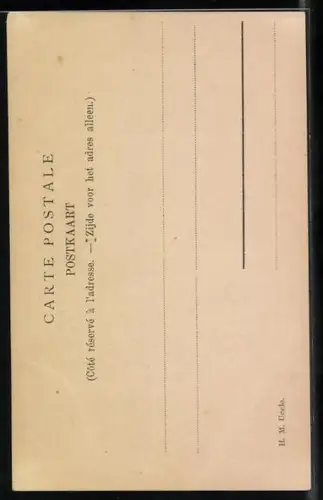 CARTE POSTALE
POSTKAART
(Côté réservé à l'adresse. — Zijde voor het adres alleen.)
H. M. Uccle.